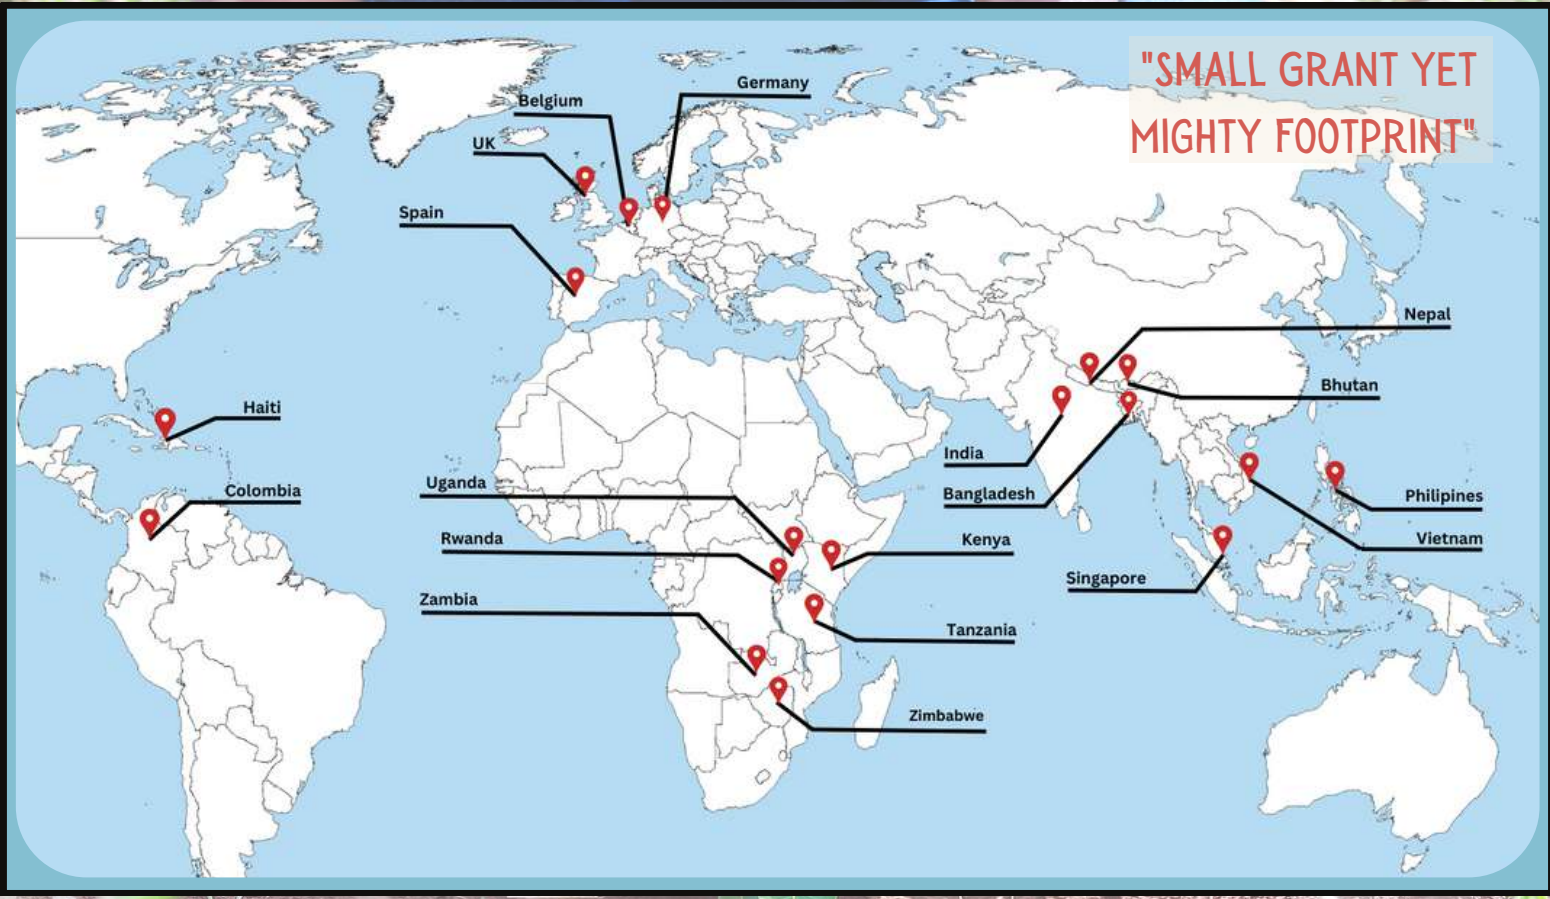 "SMALL GRANT YET
MIGHTY FOOTPRINT"
Germany
Belgium
UK
Spain
Nepal
Bhutan
Haiti
India
Uganda
Colombia
Bangladesh
Philipines
Rwanda
Kenya
Vietnam
Singapore
Zambia
Tanzania
Zimbabwe